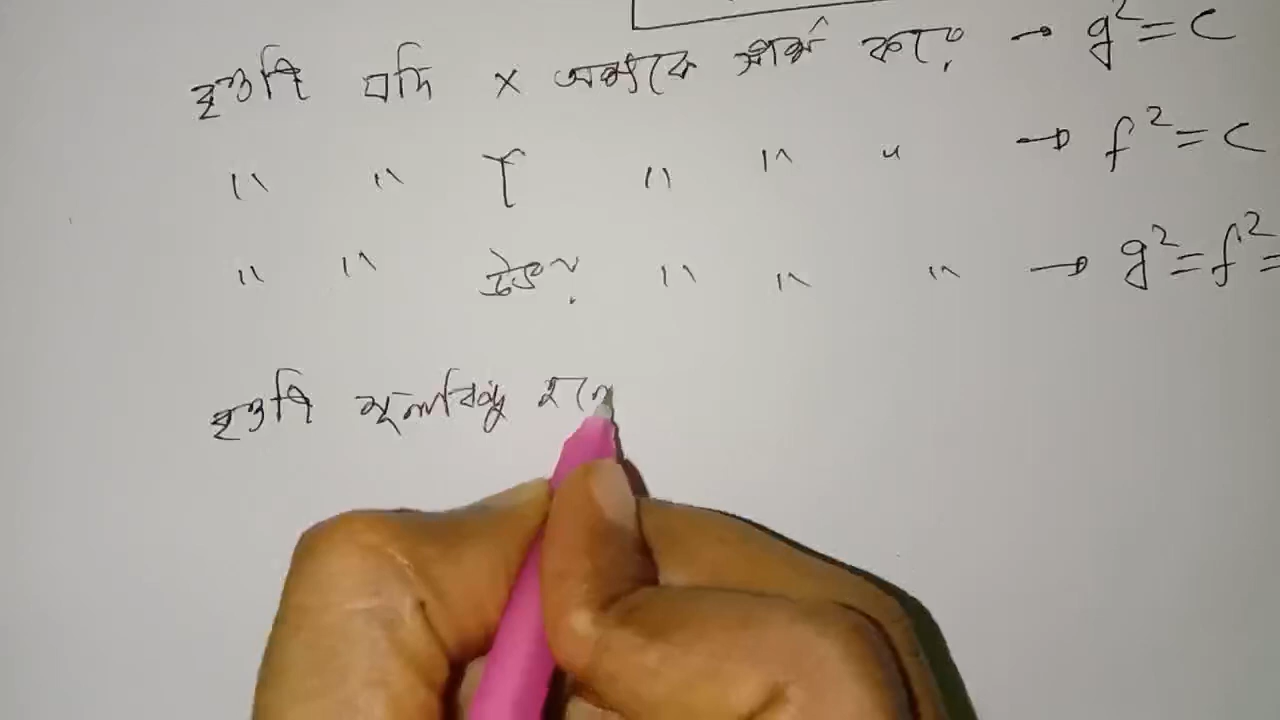 বৃত্তটি যদি x অক্ষকে স্পর্শ করে → g² = c
" " Y " " " → f² = c
" " উভয় " " " → g² = f² =
বৃত্তটি মূলবিন্দু হতে